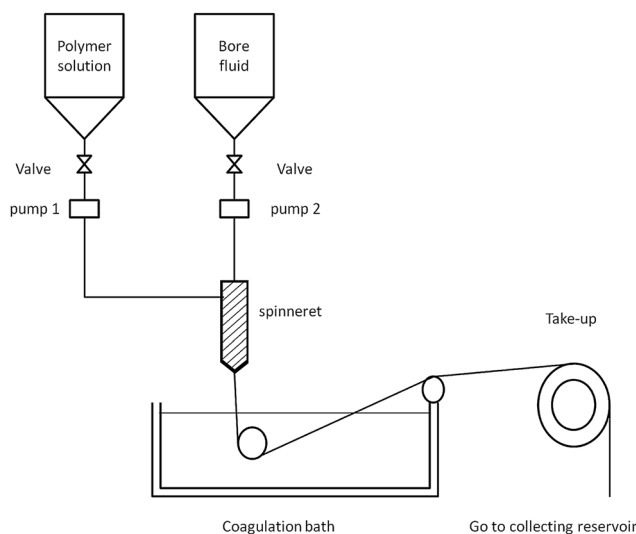 Polymer
solution
Bore
fluid
Valve
Valve
pump 1
pump 2
spinneret
Take-up
Coagulation bath
Go to collecting reservoir